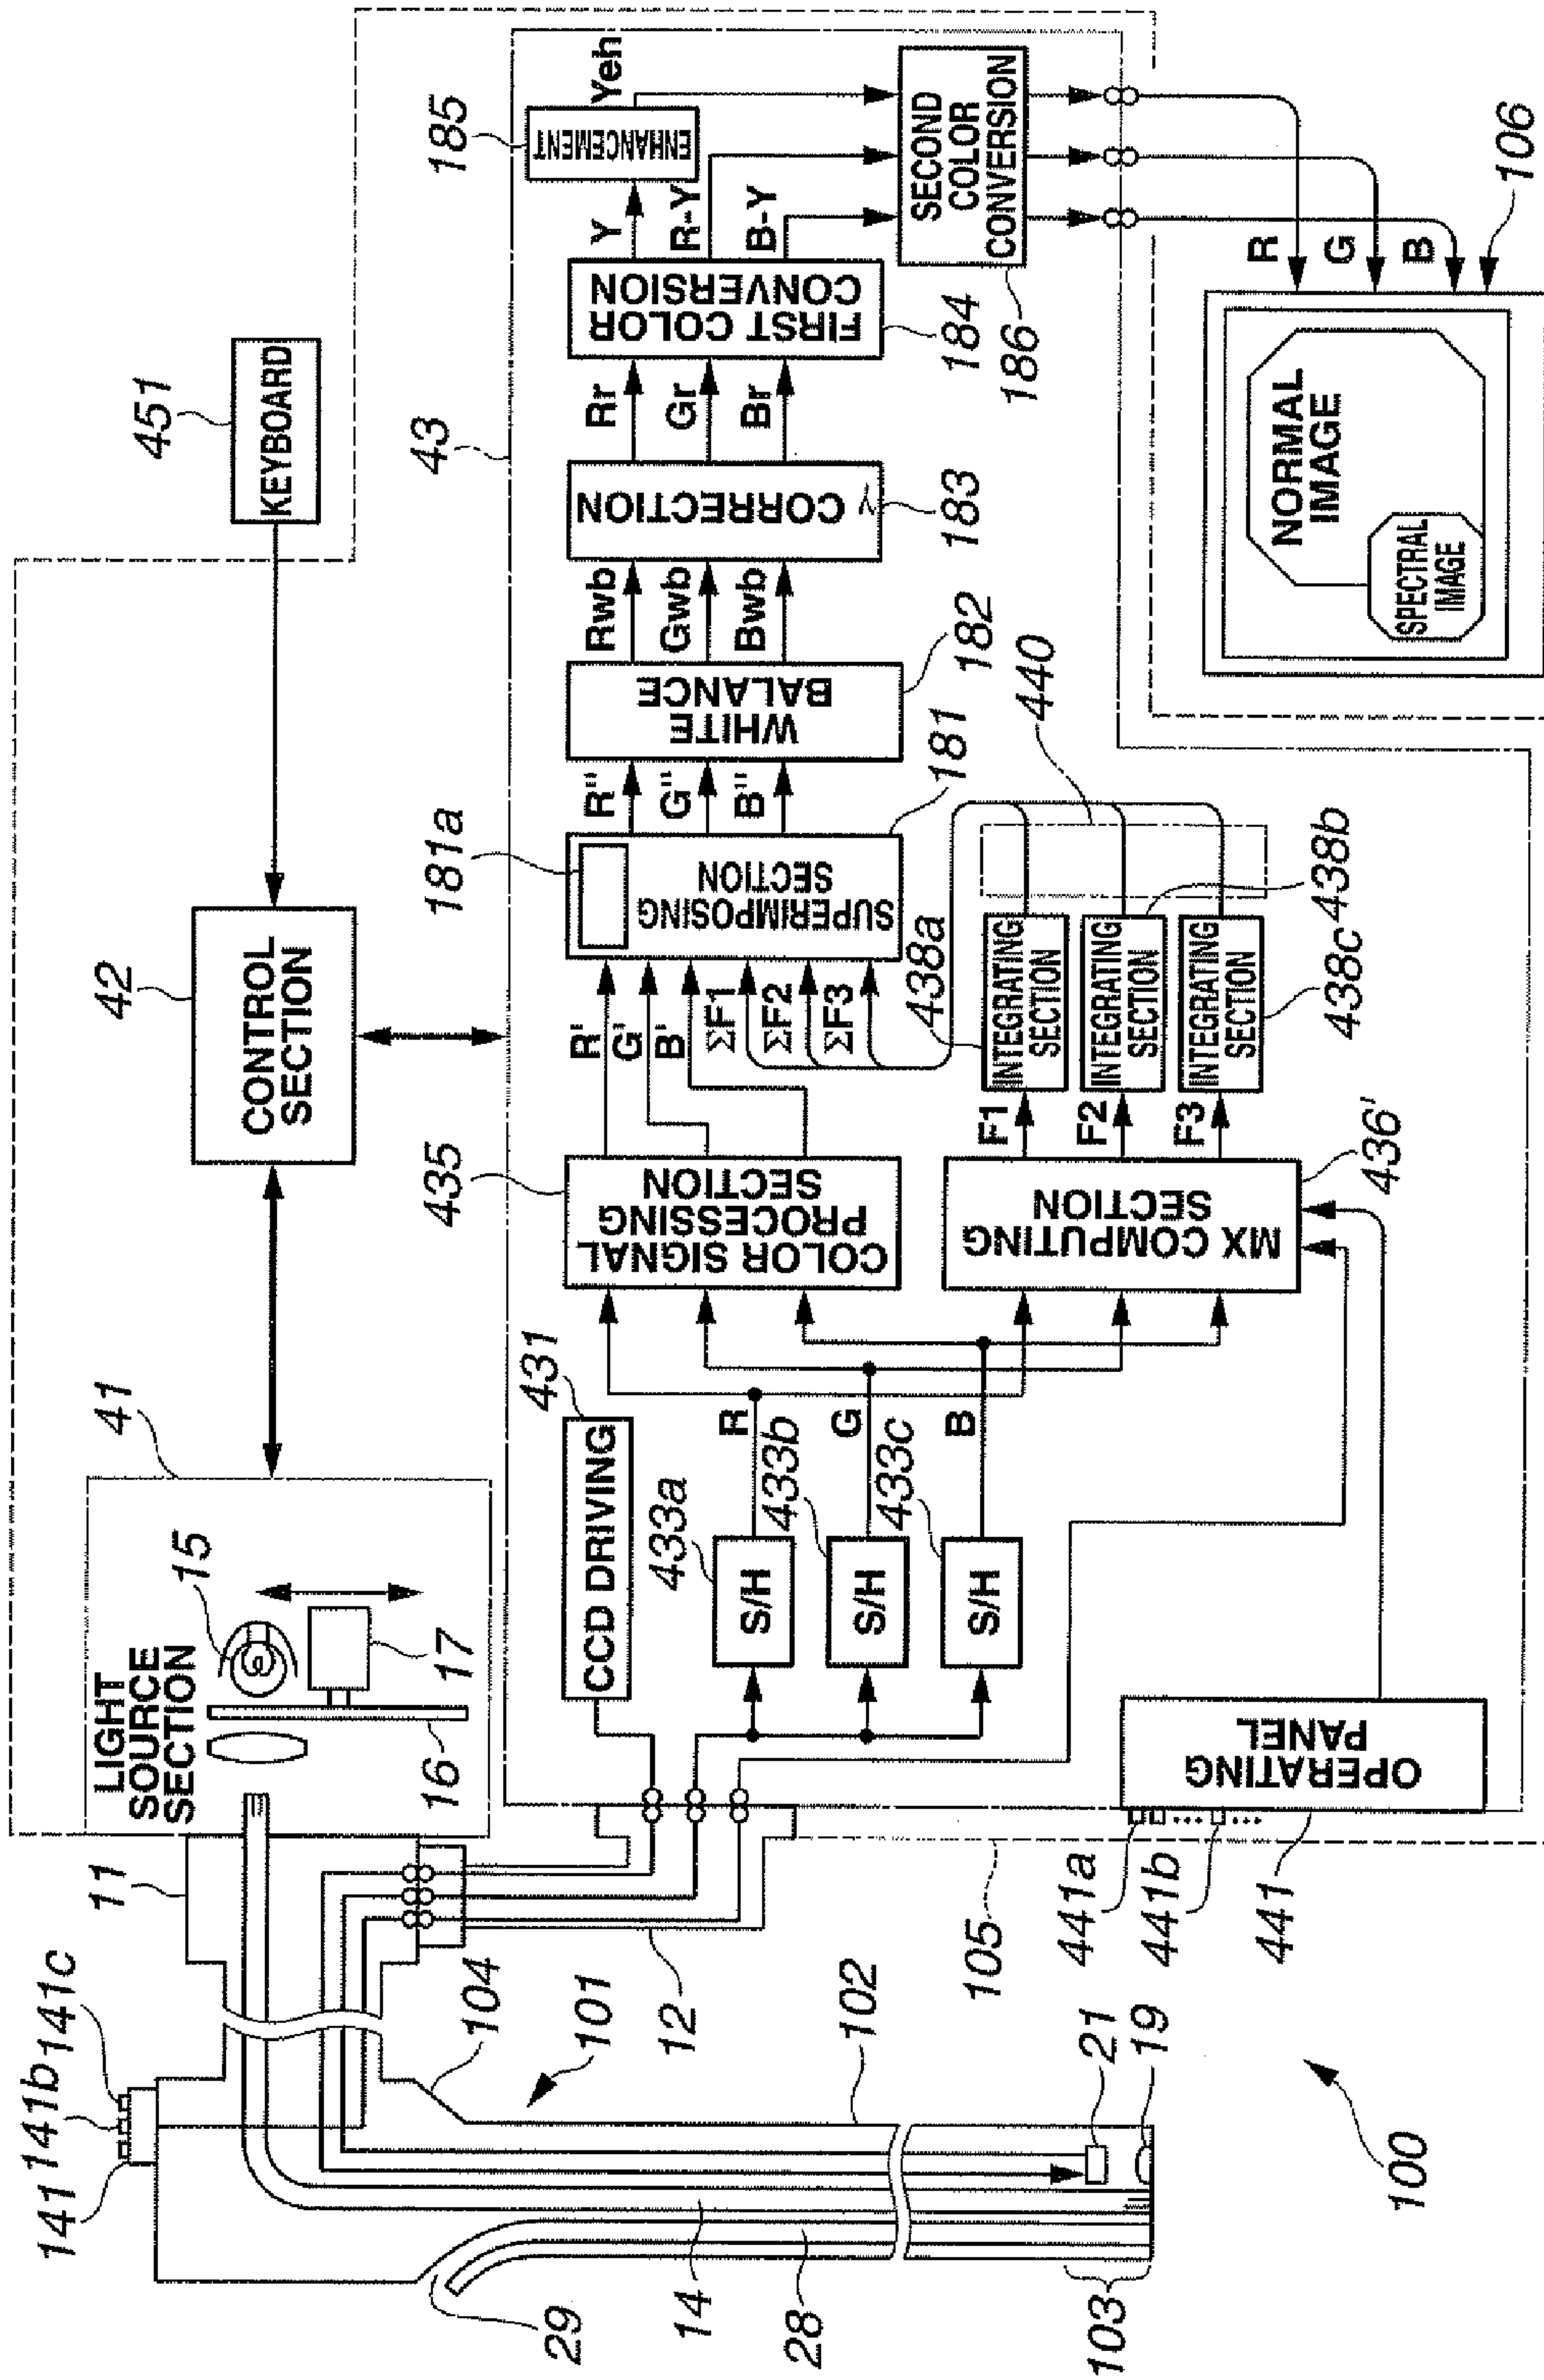 451
KEYBOARD
42
CONTROL
SECTION
41
LIGHT
SOURCE
SECTION
15
17
16
11
141
141b
141c
104
101
12
102
105
29
14
28
103
21
19
100
43
185
ENHANCEMENT
Yeh
Y
R-Y
B-Y
SECOND
COLOR
CONVERSION
186
FIRST COLOR
CONVERSION
184
Rr
Gr
Br
γ
CORRECTION
183
Rwb
Gwb
Bwb
WHITE
BALANCE
182
R"
G"
B"
181a
SUPERIMPOSING
SECTION
181
R'
G'
B'
ΣF1
ΣF2
ΣF3
440
438a
INTEGRATING
SECTION
INTEGRATING
SECTION
438b
INTEGRATING
SECTION
438c
F1
F2
F3
435
COLOR SIGNAL
PROCESSING
SECTION
MX COMPUTING
SECTION
436'
431
CCD DRIVING
433a
S/H
R
433b
S/H
G
433c
S/H
B
OPERATING
PANEL
441a
441b
441
R
G
B
106
NORMAL
IMAGE
SPECTRAL
IMAGE